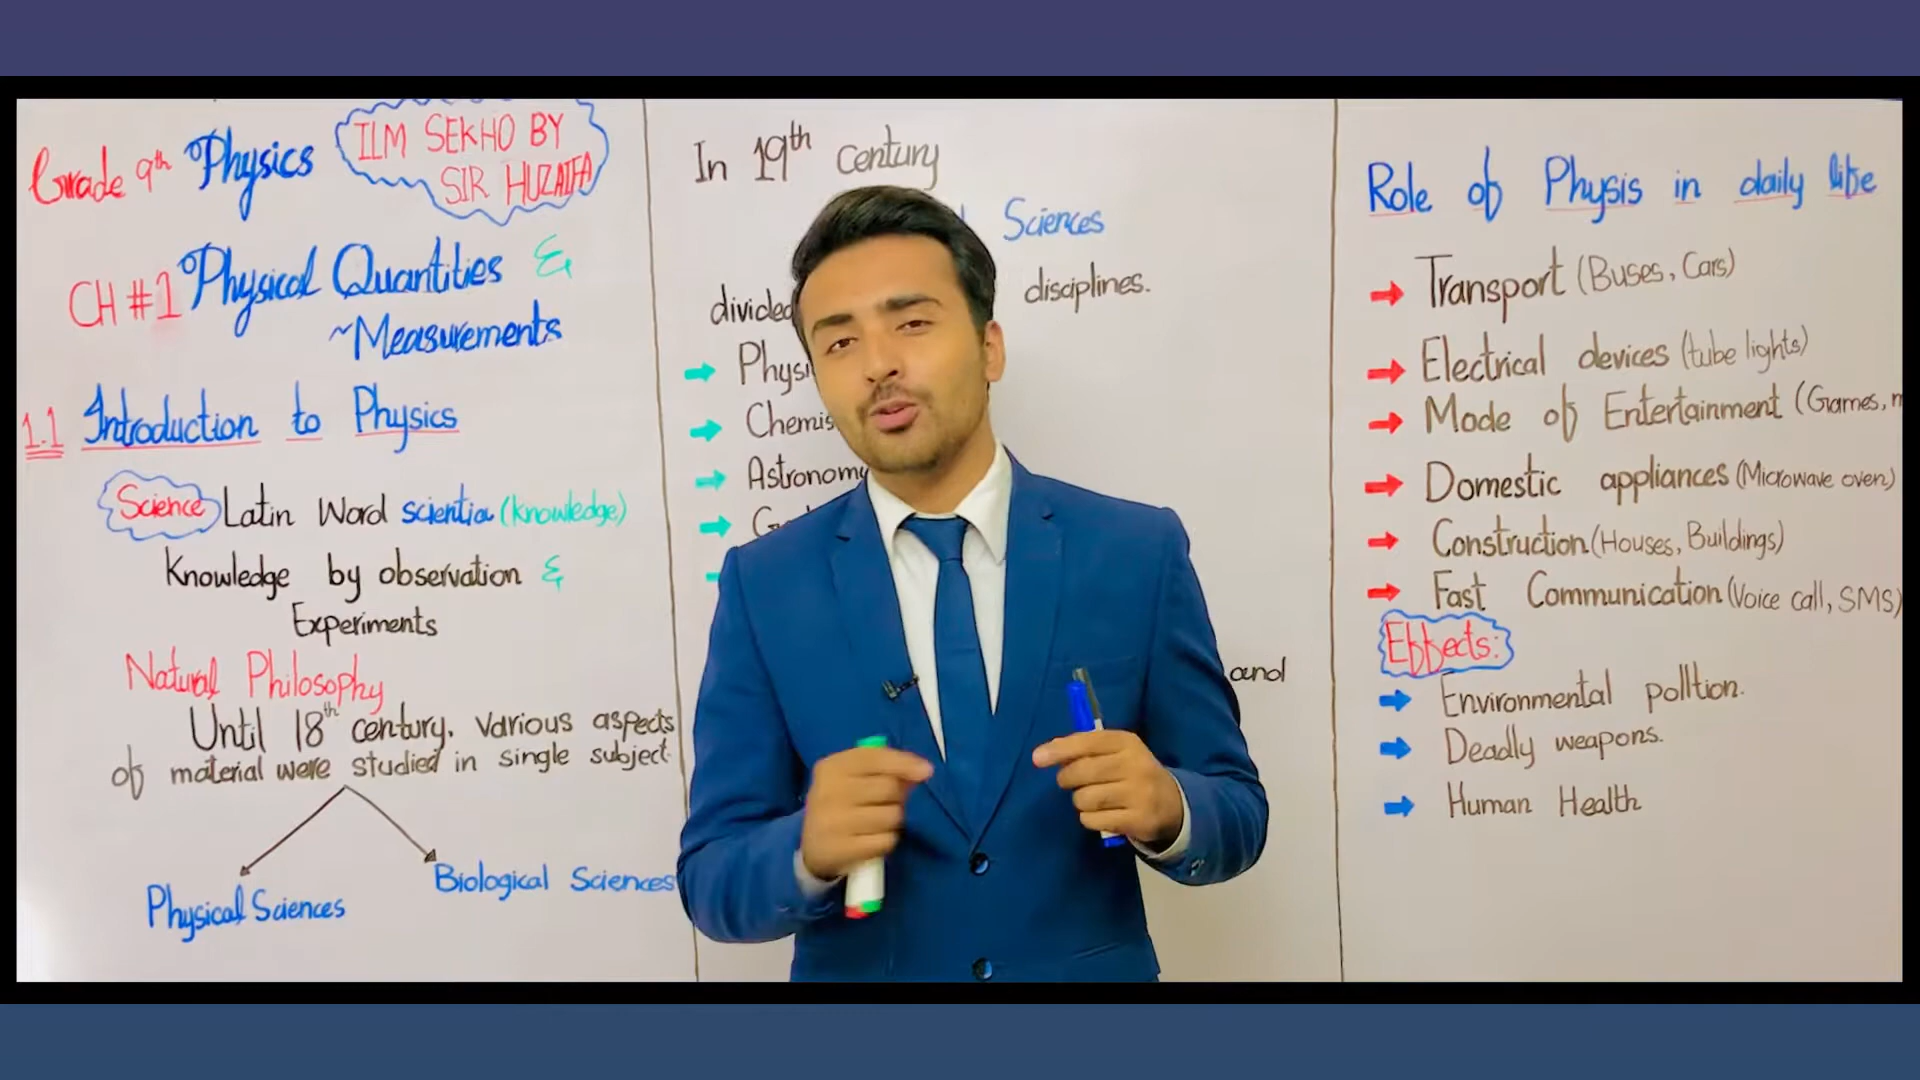 Grade 9th Physics
ILM SEKHO BY
SIR HUZAIFA
CH #1 Physical Quantities &
~Measurements
1.1 Introduction to Physics
Science Latin Word scientia (knowledge)
Knowledge by observation &
Experiments
Natural Philosophy
Until 18th century, various aspects
of material were studied in single subject.
Physical Sciences
Biological Sciences
In 19th century
Sciences
divided disciplines.
Astronomy
and
Role of Physis in daily life
Transport (Buses, Cars)
Electrical devices (tube lights)
Mode of Entertainment (Games,
Domestic appliances (Microwave oven)
Construction (Houses, Buildings)
Fast Communication (Voice call, SMS)
Effects:
Environmental polltion.
Deadly weapons.
Human Health